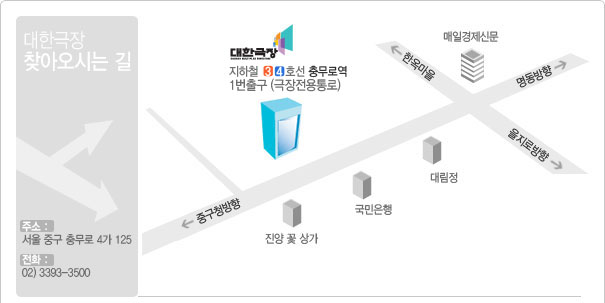 대한극장
찾아오시는 길
주소 :
서울 중구 충무로 4가 125
전화 :
02) 3393-3500
대한극장
지하철 3 4 호선 충무로역
1번출구 (극장전용통로)
매일경제신문
← 한옥마을
명동방향 →
을지로방향 →
대림정
국민은행
← 중구청방향
진양 꽃 상가